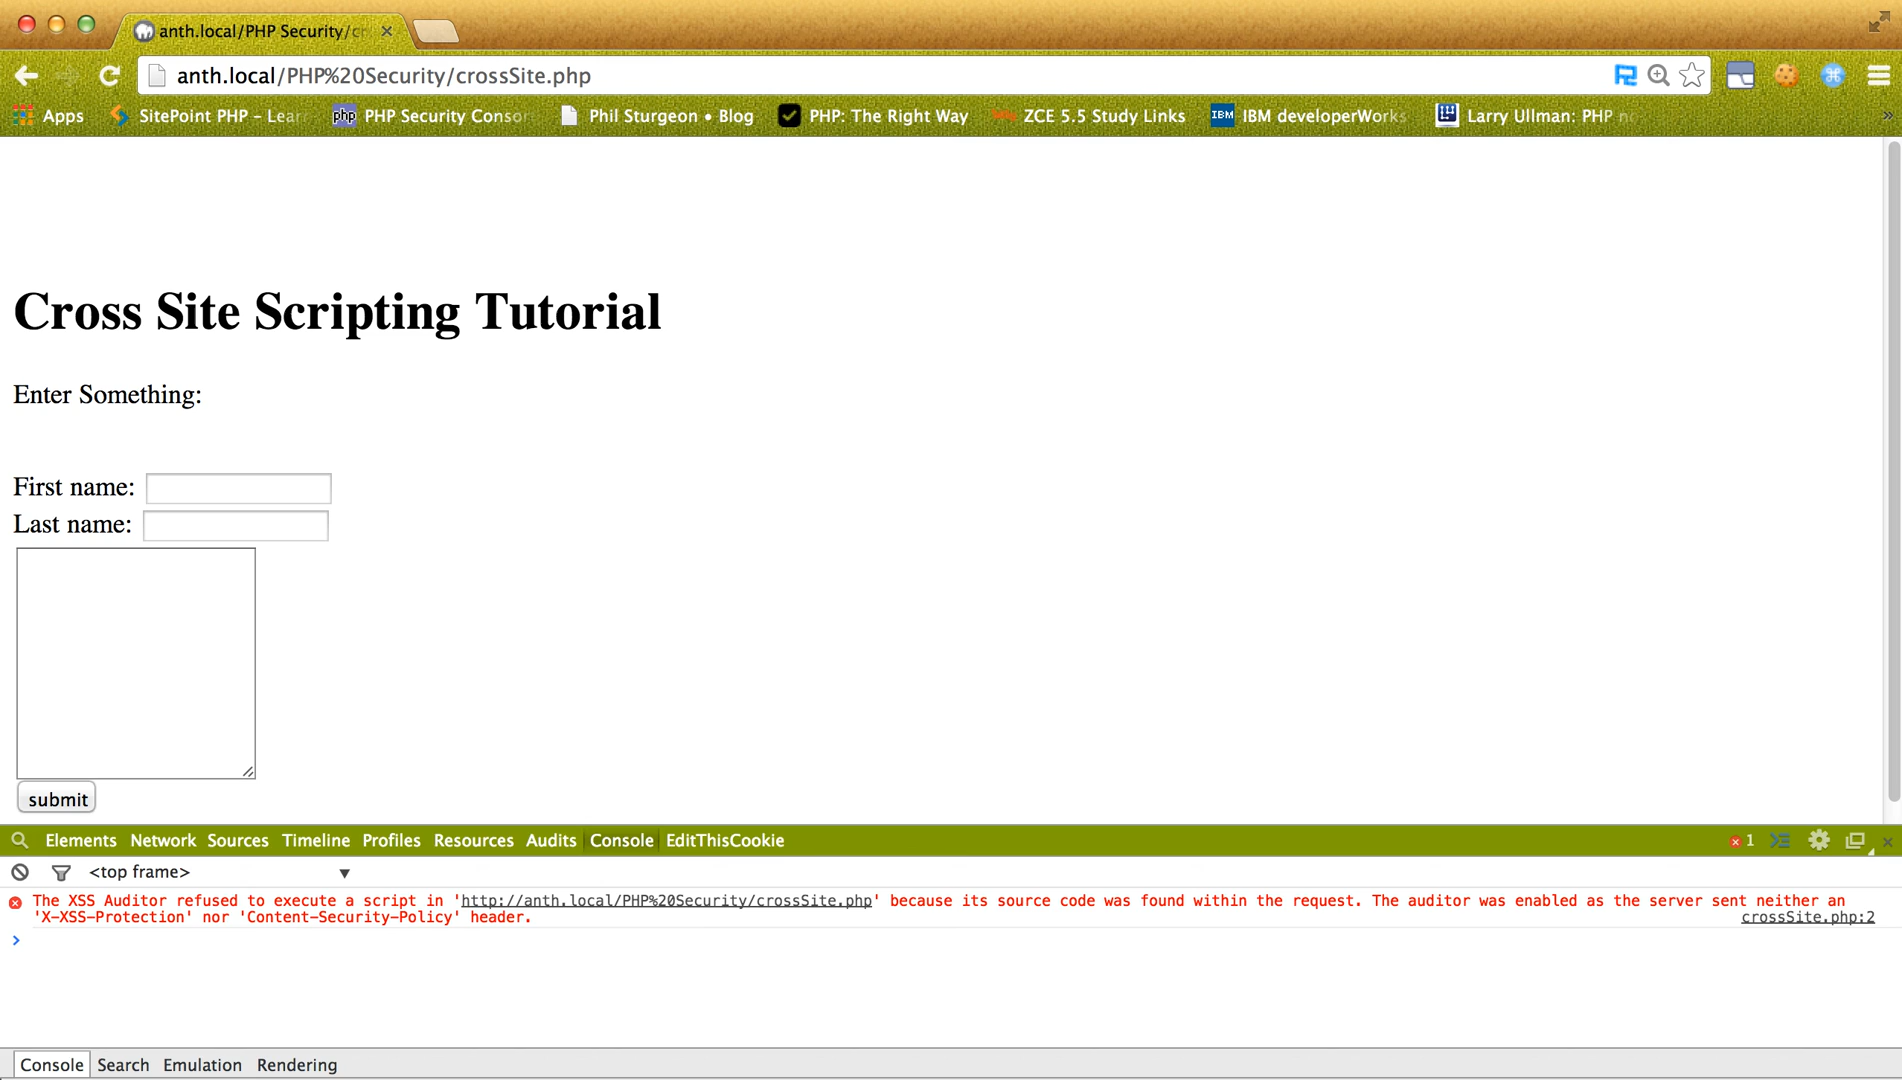 anth.local/PHP Security/cr
anth.local/PHP%20Security/crossSite.php
Apps SitePoint PHP – Lear php PHP Security Consor Phil Sturgeon • Blog PHP: The Right Way ZCE 5.5 Study Links IBM IBM developerWorks Larry Ullman: PHP no »
Cross Site Scripting Tutorial
Enter Something:
First name:
Last name:
submit
Elements Network Sources Timeline Profiles Resources Audits Console EditThisCookie 1
<top frame>
The XSS Auditor refused to execute a script in 'http://anth.local/PHP%20Security/crossSite.php' because its source code was found within the request. The auditor was enabled as the server sent neither an
'X-XSS-Protection' nor 'Content-Security-Policy' header. crossSite.php:2
Console Search Emulation Rendering